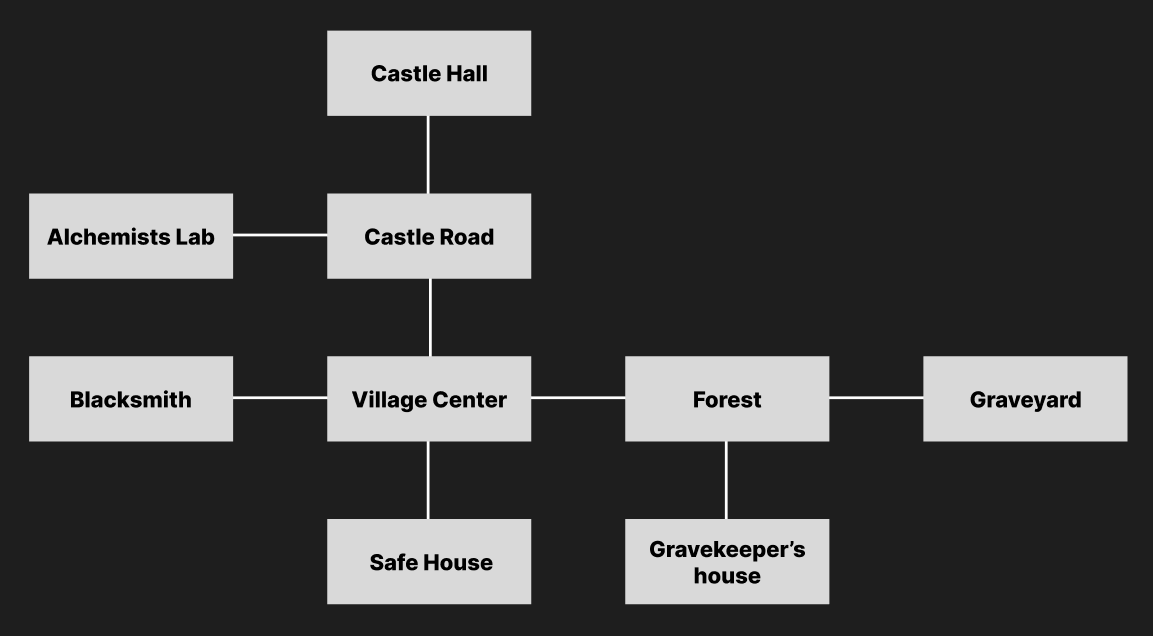 Castle Hall
Alchemists Lab
Castle Road
Blacksmith
Village Center
Forest
Graveyard
Safe House
Gravekeeper’s
house